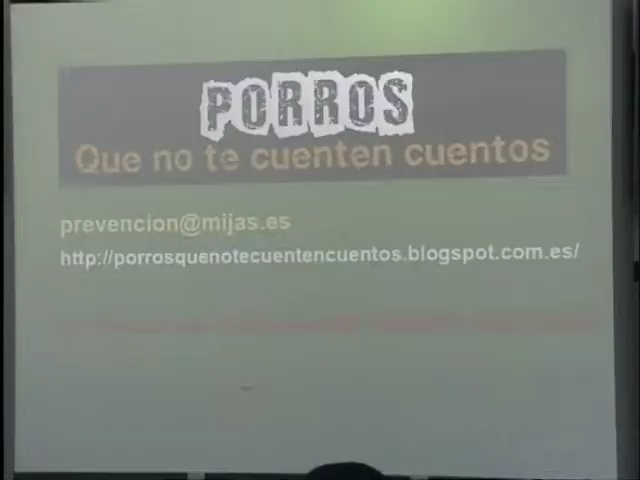 PORROS
Que no te cuenten cuentos
prevencion@mijas.es
http://porrosquenotecuentencuentos.blogspot.com.es/